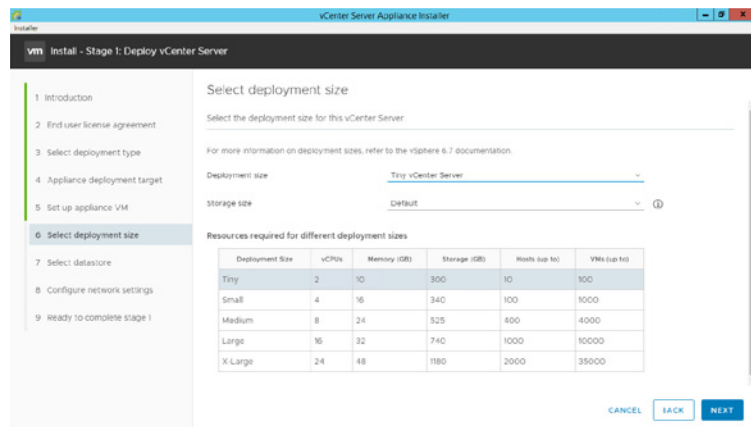 vCenter Server Appliance Installer
Installer
vm Install - Stage 1: Deploy vCenter Server
1 Introduction
2 End user license agreement
3 Select deployment type
4 Appliance deployment target
5 Set up appliance VM
6 Select deployment size
7 Select datastore
8 Configure network settings
9 Ready to complete stage 1
Select deployment size
Select the deployment size for this vCenter Server.
For more information on deployment sizes, refer to the vSphere 6.7 documentation.
Deployment size Tiny vCenter Server
Storage size Default
Resources required for different deployment sizes
Deployment Size vCPUs Memory (GB) Storage (GB) Hosts (up to) VMs (up to)
Tiny 2 10 300 10 100
Small 4 16 340 100 1000
Medium 8 24 525 400 4000
Large 16 32 740 1000 10000
X-Large 24 48 1180 2000 35000
CANCEL BACK NEXT